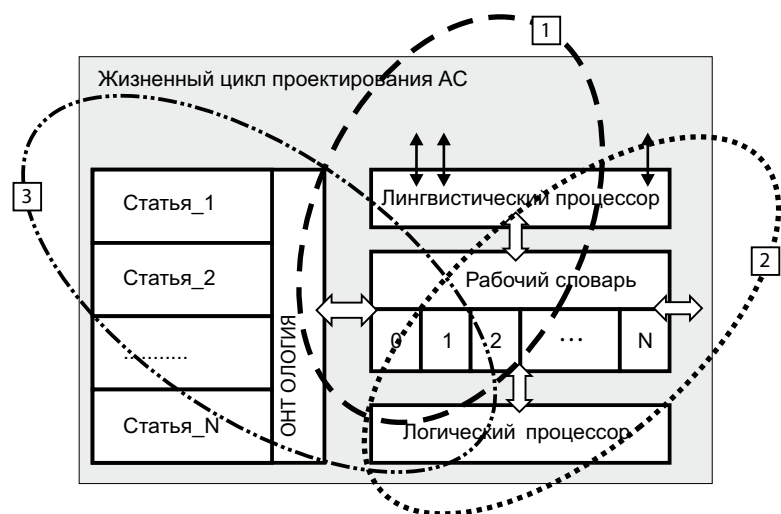 1
Жизненный цикл проектирования АС
3
Статья_1
Лингвистический процессор
2
Статья_2
Рабочий словарь
...........
0 1 2 ... N
ОНТ ОЛОГИЯ
Статья_N
Логический процессор